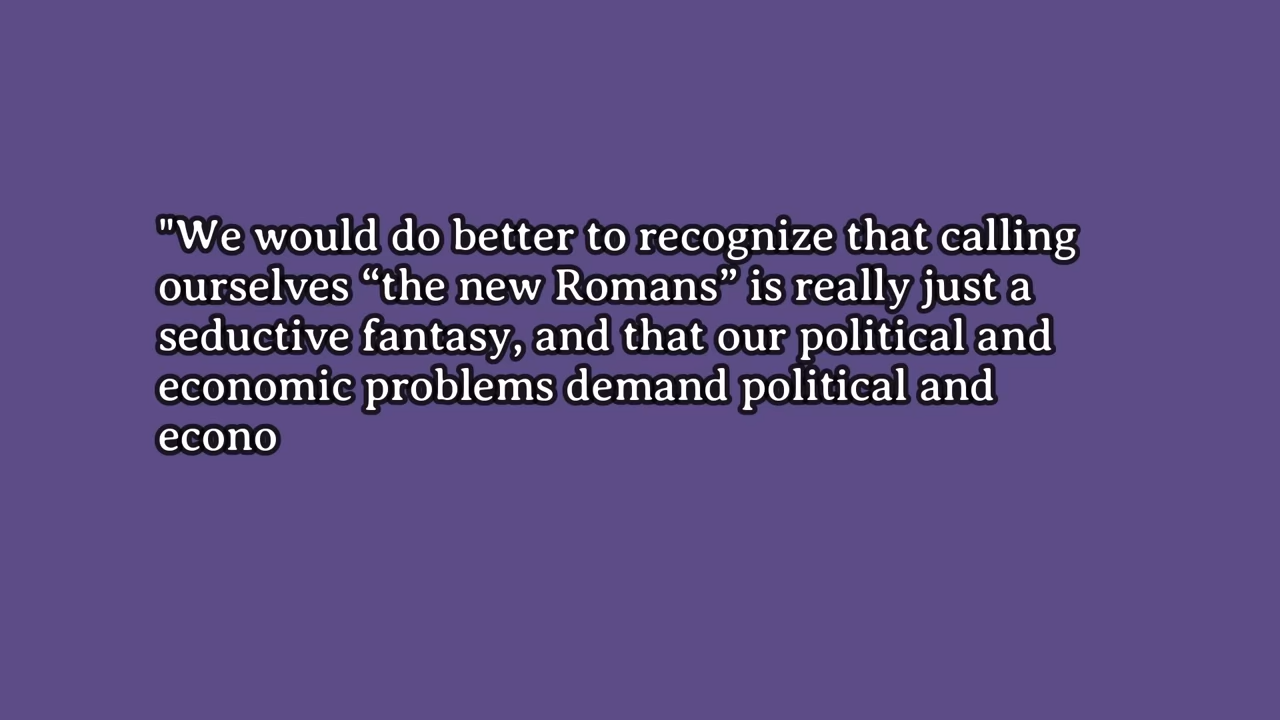 "We would do better to recognize that calling
ourselves “the new Romans” is really just a
seductive fantasy, and that our political and
economic problems demand political and
econo